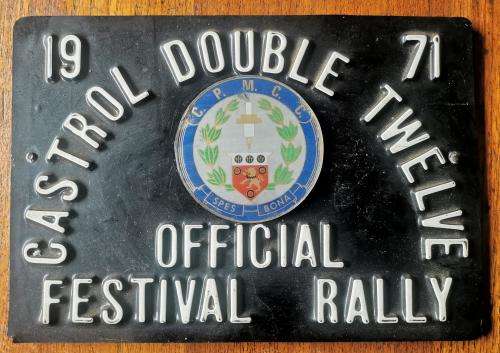 19 71
CASTROL DOUBLE TWELVE
C. P. M. C. C.
SPES BONA
OFFICIAL
FESTIVAL RALLY